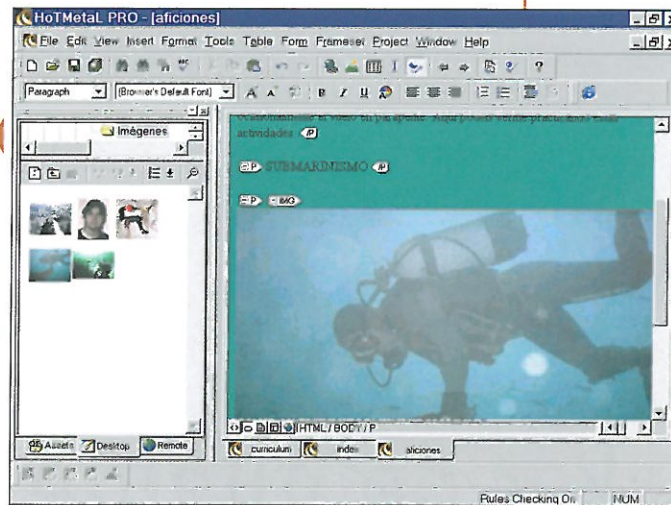 HoTMetaL PRO - [aficiones]
File Edit View Insert Format Tools Table Form Frameset Project Window Help
Paragraph (Browser's Default Font) A A B I U
Imágenes
actividades P
P SUBMARINISMO P
P IMG
HTML / BODY / P
Assets Desktop Remote
curriculum index aficiones
Rules Checking On NUM